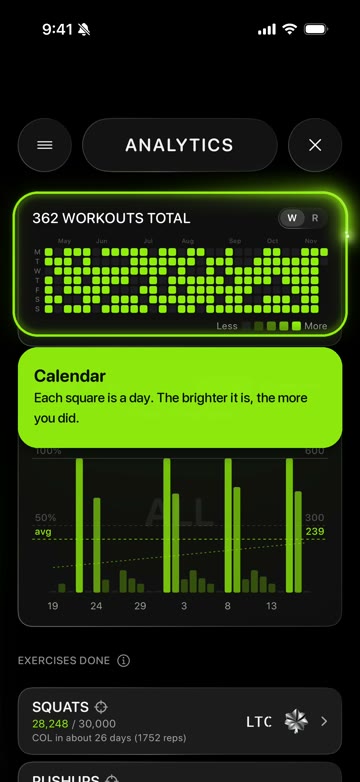 9:41
ANALYTICS
362 WORKOUTS TOTAL
W R
May Jun Jul Aug Sep Oct Nov
M
T
W
T
F
S
S
Less More
Calendar
Each square is a day. The brighter it is, the more
you did.
100% 600
ALL
50% 300
avg 239
19 24 29 3 8 13
EXERCISES DONE
SQUATS
28,248 / 30,000
LTC
COL in about 26 days (1752 reps)
PUSHUPS